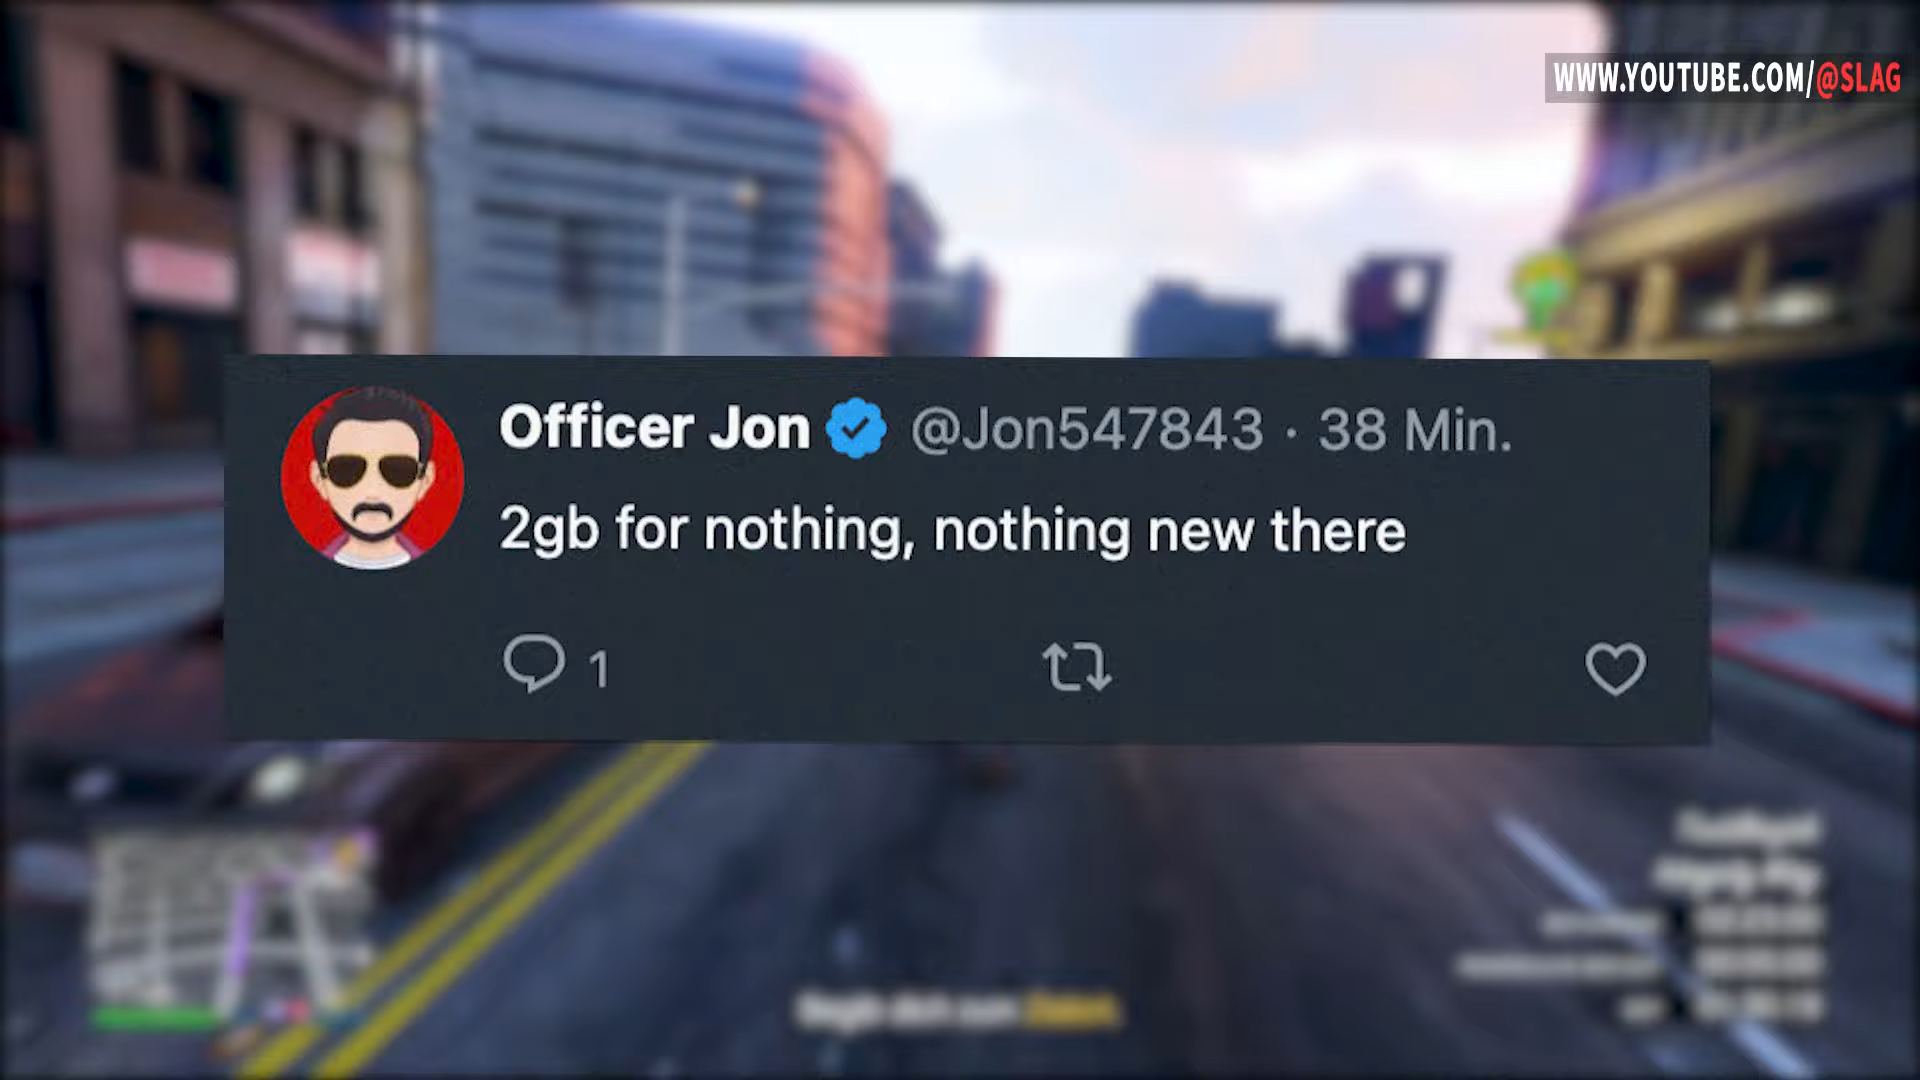 WWW.YOUTUBE.COM/@SLAG
Officer Jon @Jon547843 · 38 Min.
2gb for nothing, nothing new there
1